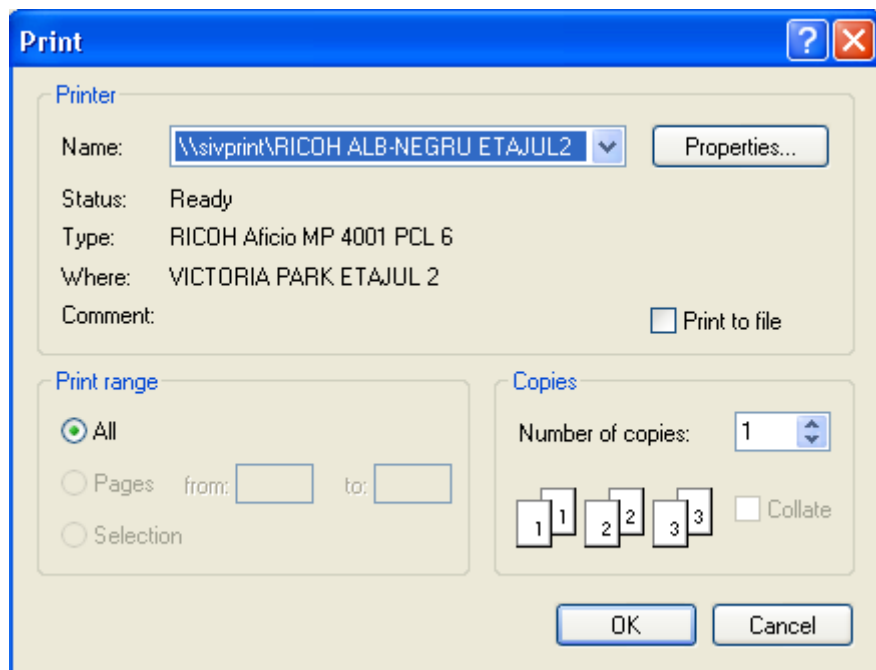 Print
Printer
Name: \\sivprint\RICOH ALB-NEGRU ETAJUL2 Properties...
Status: Ready
Type: RICOH Aficio MP 4001 PCL 6
Where: VICTORIA PARK ETAJUL 2
Comment:
Print to file
Print range
All
Pages from: to:
Selection
Copies
Number of copies: 1
1 1 2 2 3 3
Collate
OK Cancel